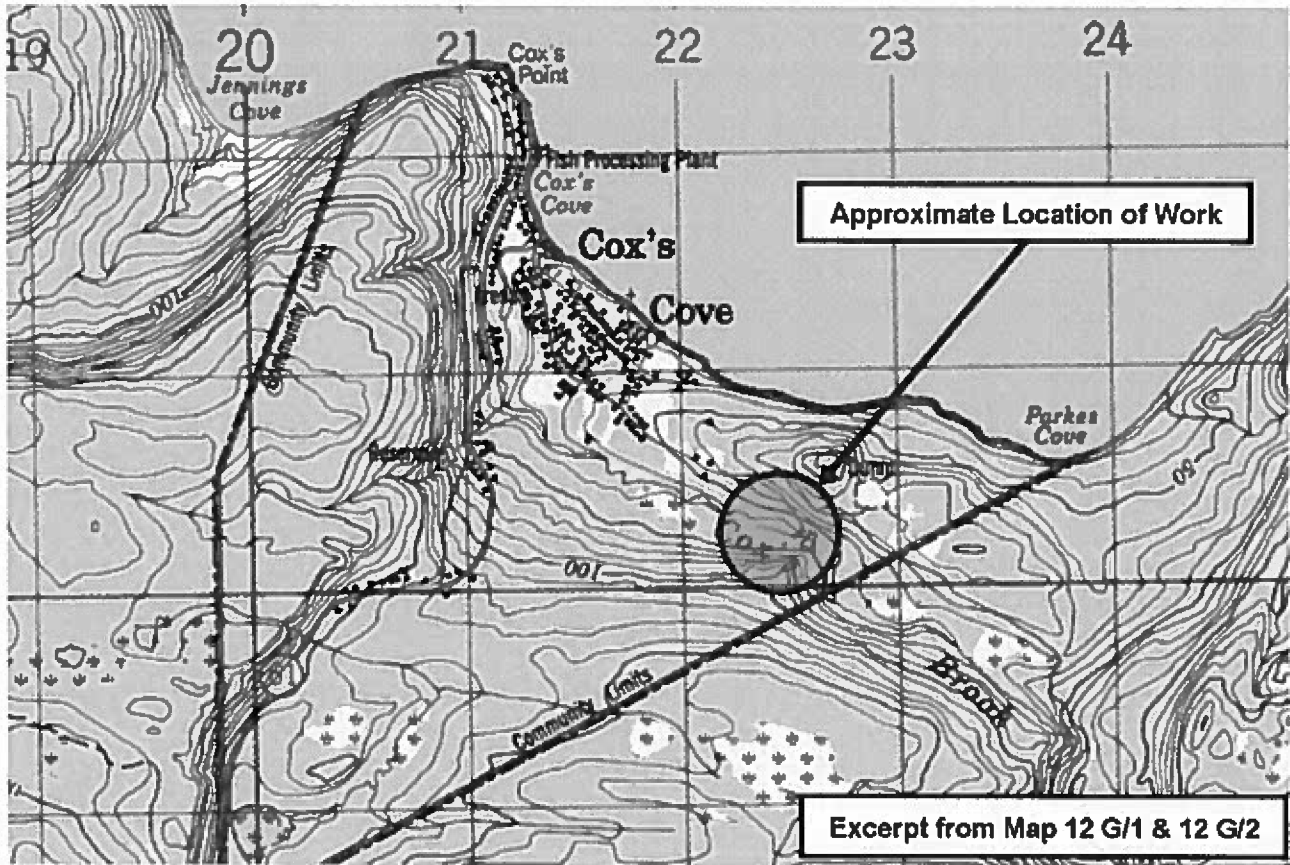 19
20
21
22
23
24
Jennings
Cove
Cox's
Point
Fish Processing Plant
Cox's
Cove
Approximate Location of Work
Cox's
Cove
Community Limits
100
Parkes
Cove
50
100
Brook
Community Limits
Excerpt from Map 12 G/1 & 12 G/2